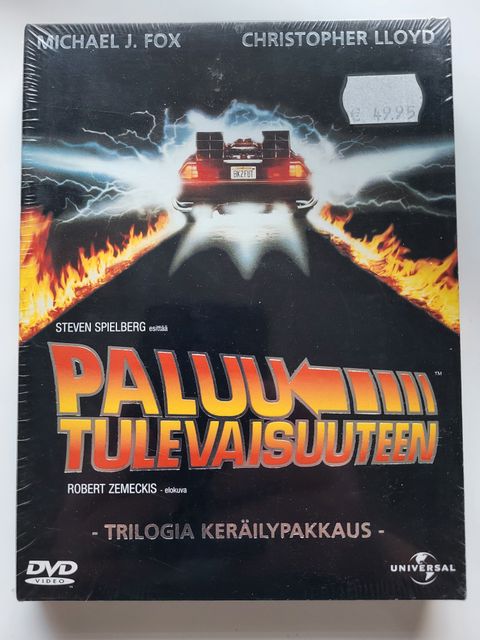 MICHAEL J. FOX CHRISTOPHER LLOYD
€ 49.95
BK2FUT
STEVEN SPIELBERG esittää
PALUU
TULEVAISUUTEEN
TM
ROBERT ZEMECKIS - elokuva
- TRILOGIA KERÄILYPAKKAUS -
DVD
VIDEO
UNIVERSAL